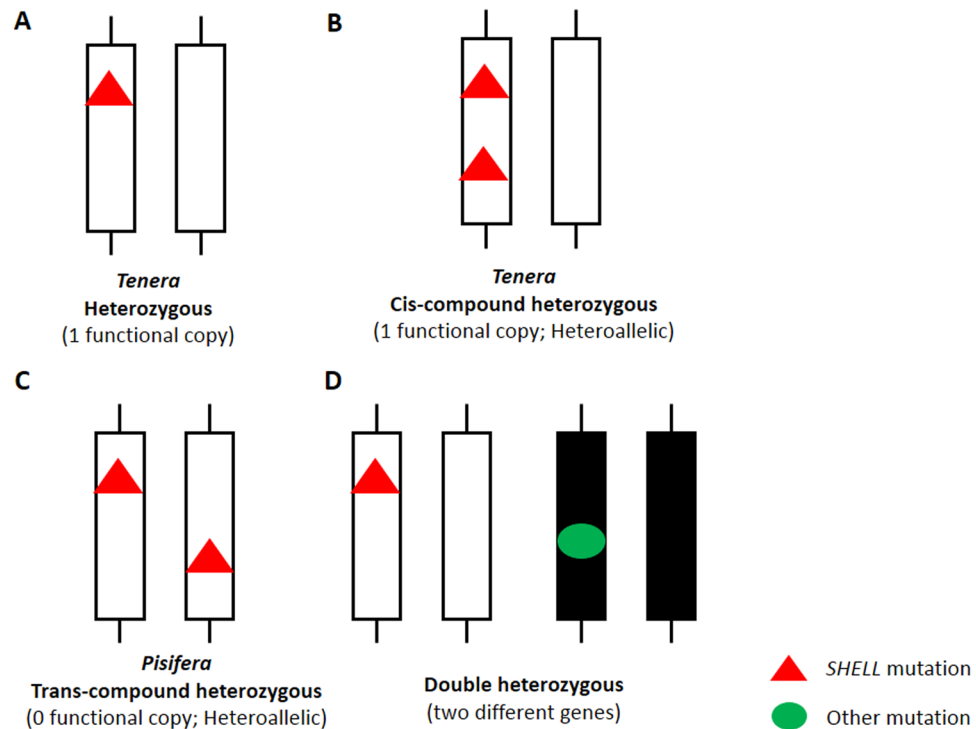 A
B
Tenera
Heterozygous
(1 functional copy)
Tenera
Cis-compound heterozygous
(1 functional copy; Heteroallelic)
C
D
Pisifera
Trans-compound heterozygous
(0 functional copy; Heteroallelic)
Double heterozygous
(two different genes)
SHELL mutation
Other mutation